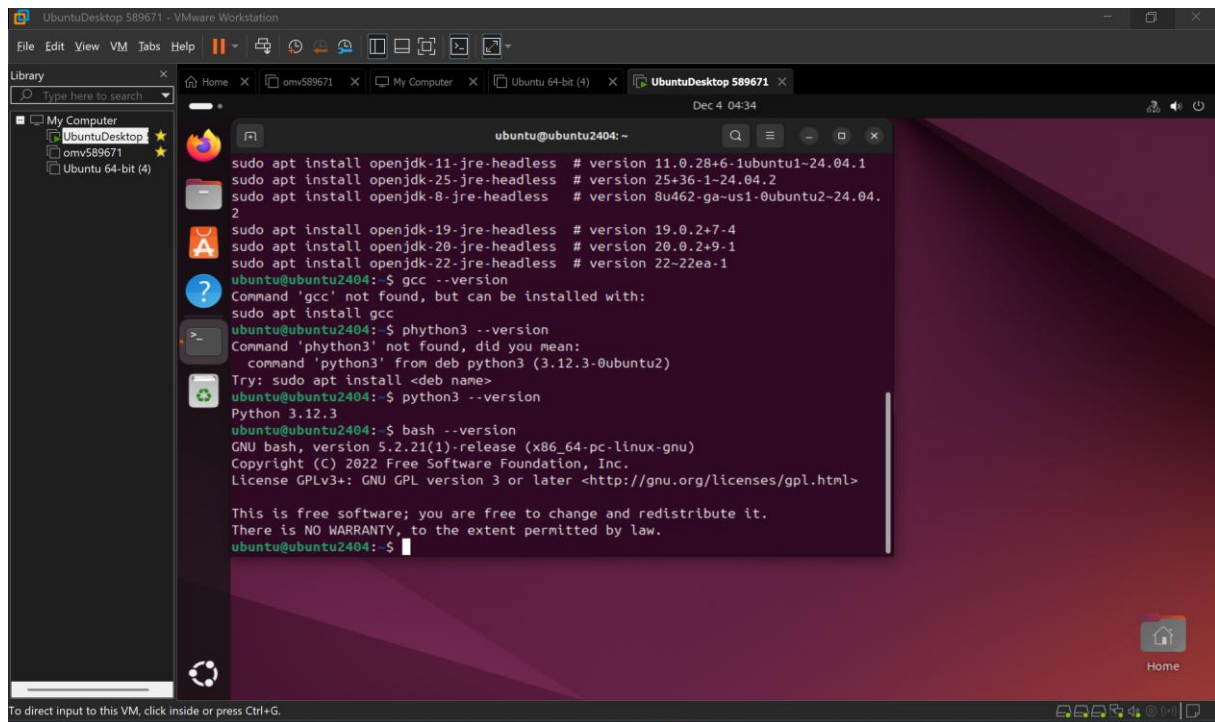 UbuntuDesktop 589671 - VMware Workstation
File Edit View VM Tabs Help
Library
Type here to search
My Computer
UbuntuDesktop
omv589671
Ubuntu 64-bit (4)
Home
omv589671
My Computer
Ubuntu 64-bit (4)
UbuntuDesktop 589671
Dec 4 04:34
ubuntu@ubuntu2404: ~
sudo apt install openjdk-11-jre-headless  # version 11.0.28+6-1ubuntu1~24.04.1
sudo apt install openjdk-25-jre-headless  # version 25+36-1~24.04.2
sudo apt install openjdk-8-jre-headless   # version 8u462-ga~us1-0ubuntu2~24.04.
2
sudo apt install openjdk-19-jre-headless  # version 19.0.2+7-4
sudo apt install openjdk-20-jre-headless  # version 20.0.2+9-1
sudo apt install openjdk-22-jre-headless  # version 22~22ea-1
ubuntu@ubuntu2404:~$ gcc --version
Command 'gcc' not found, but can be installed with:
sudo apt install gcc
ubuntu@ubuntu2404:~$ phython3 --version
Command 'phython3' not found, did you mean:
  command 'python3' from deb python3 (3.12.3-0ubuntu2)
Try: sudo apt install <deb name>
ubuntu@ubuntu2404:~$ python3 --version
Python 3.12.3
ubuntu@ubuntu2404:~$ bash --version
GNU bash, version 5.2.21(1)-release (x86_64-pc-linux-gnu)
Copyright (C) 2022 Free Software Foundation, Inc.
License GPLv3+: GNU GPL version 3 or later <http://gnu.org/licenses/gpl.html>

This is free software; you are free to change and redistribute it.
There is NO WARRANTY, to the extent permitted by law.
ubuntu@ubuntu2404:~$
Home
To direct input to this VM, click inside or press Ctrl+G.